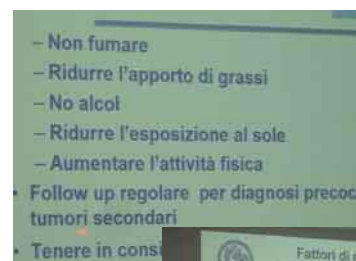 – Non fumare
– Ridurre l'apporto di grassi
– No alcol
– Ridurre l'esposizione al sole
– Aumentare l'attività fisica
• Follow up regolare per diagnosi precoc
tumori secondari
• Tenere in consi
Fattori di